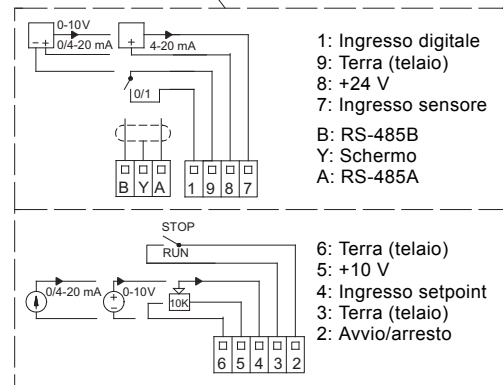 0-10V
- +
0/4-20 mA
+
4-20 mA
0/1
B Y A
1 9 8 7
1: Ingresso digitale
9: Terra (telaio)
8: +24 V
7: Ingresso sensore
B: RS-485B
Y: Schermo
A: RS-485A
STOP
RUN
0/4-20 mA
+
-
0-10V
10K
6 5 4 3 2
6: Terra (telaio)
5: +10 V
4: Ingresso setpoint
3: Terra (telaio)
2: Avvio/arresto